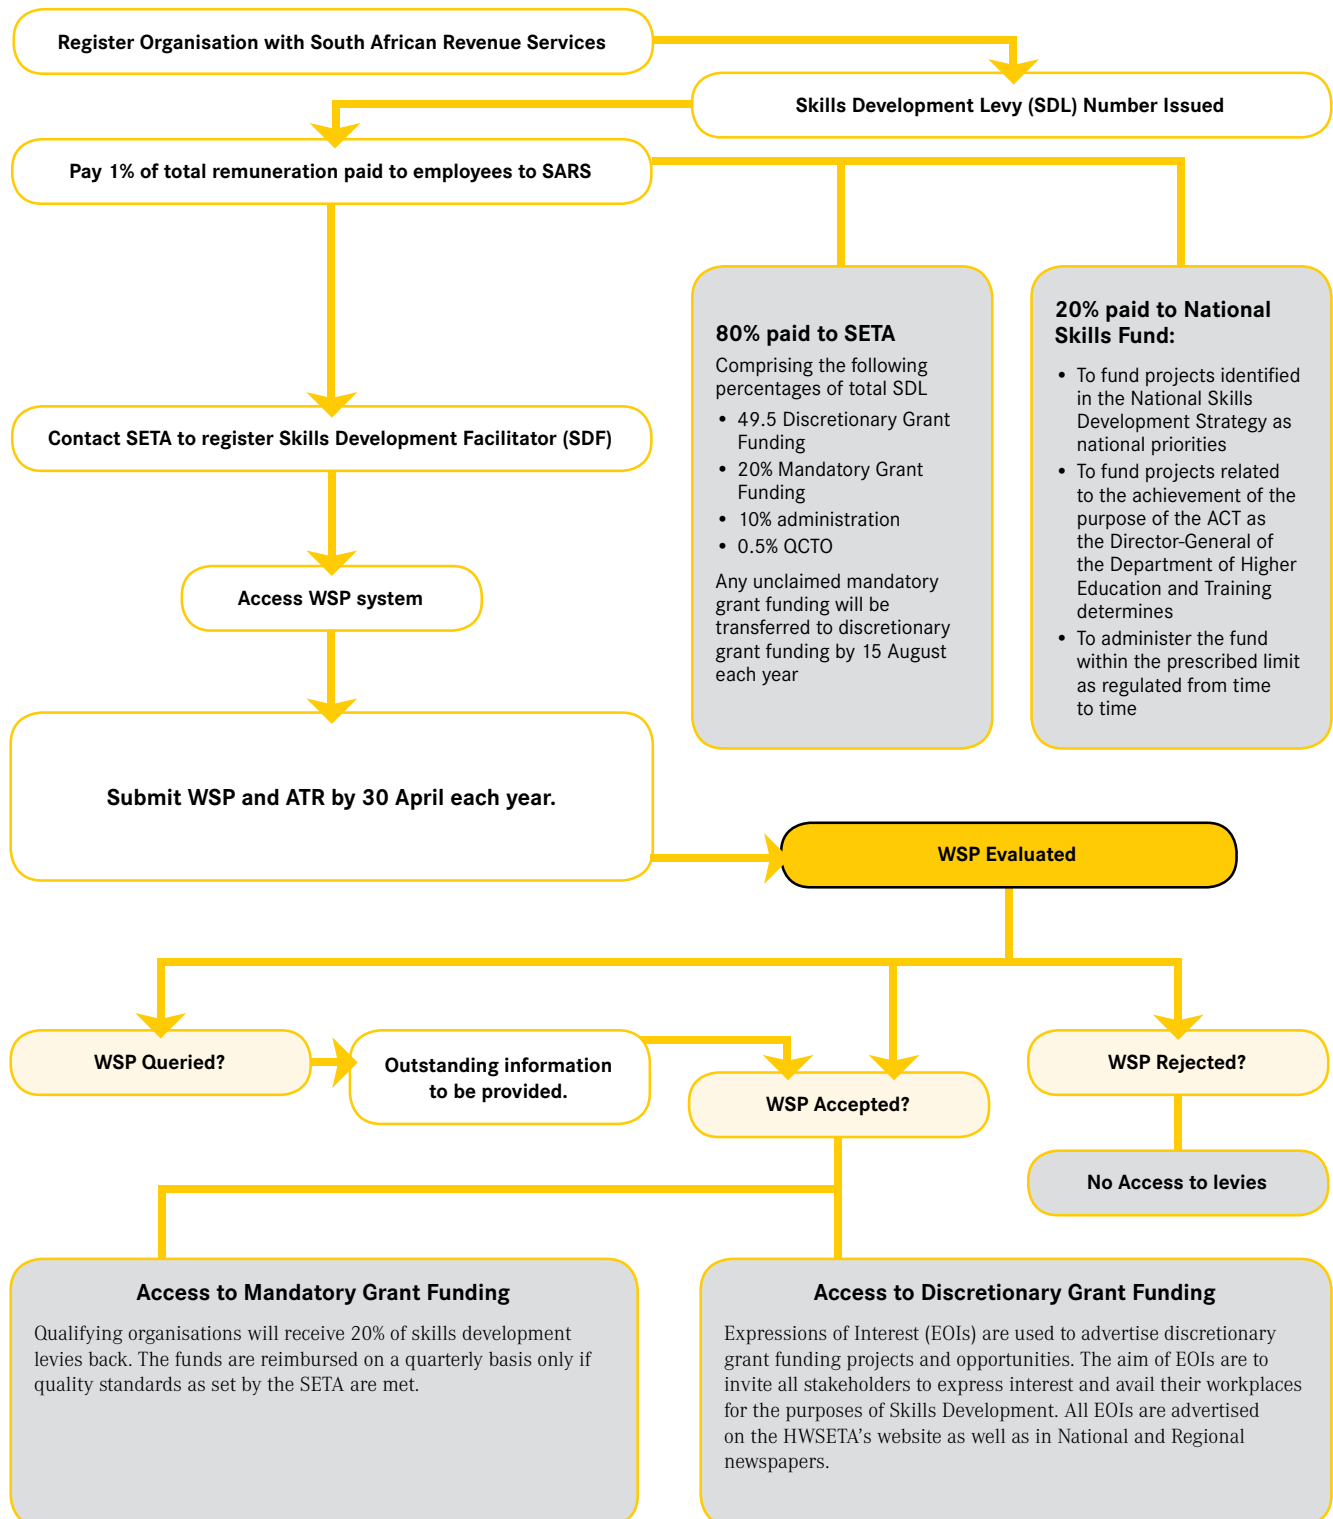 Register Organisation with South African Revenue Services
Skills Development Levy (SDL) Number Issued
Pay 1% of total remuneration paid to employees to SARS
80% paid to SETA
Comprising the following
percentages of total SDL
• 49.5 Discretionary Grant
Funding
• 20% Mandatory Grant
Funding
• 10% administration
• 0.5% QCTO
Any unclaimed mandatory
grant funding will be
transferred to discretionary
grant funding by 15 August
each year
20% paid to National
Skills Fund:
• To fund projects identified
in the National Skills
Development Strategy as
national priorities
• To fund projects related
to the achievement of the
purpose of the ACT as
the Director-General of
the Department of Higher
Education and Training
determines
• To administer the fund
within the prescribed limit
as regulated from time
to time
Contact SETA to register Skills Development Facilitator (SDF)
Access WSP system
Submit WSP and ATR by 30 April each year.
WSP Evaluated
WSP Queried?
Outstanding information
to be provided.
WSP Accepted?
WSP Rejected?
No Access to levies
Access to Mandatory Grant Funding
Qualifying organisations will receive 20% of skills development
levies back. The funds are reimbursed on a quarterly basis only if
quality standards as set by the SETA are met.
Access to Discretionary Grant Funding
Expressions of Interest (EOIs) are used to advertise discretionary
grant funding projects and opportunities. The aim of EOIs are to
invite all stakeholders to express interest and avail their workplaces
for the purposes of Skills Development. All EOIs are advertised
on the HWSETA's website as well as in National and Regional
newspapers.